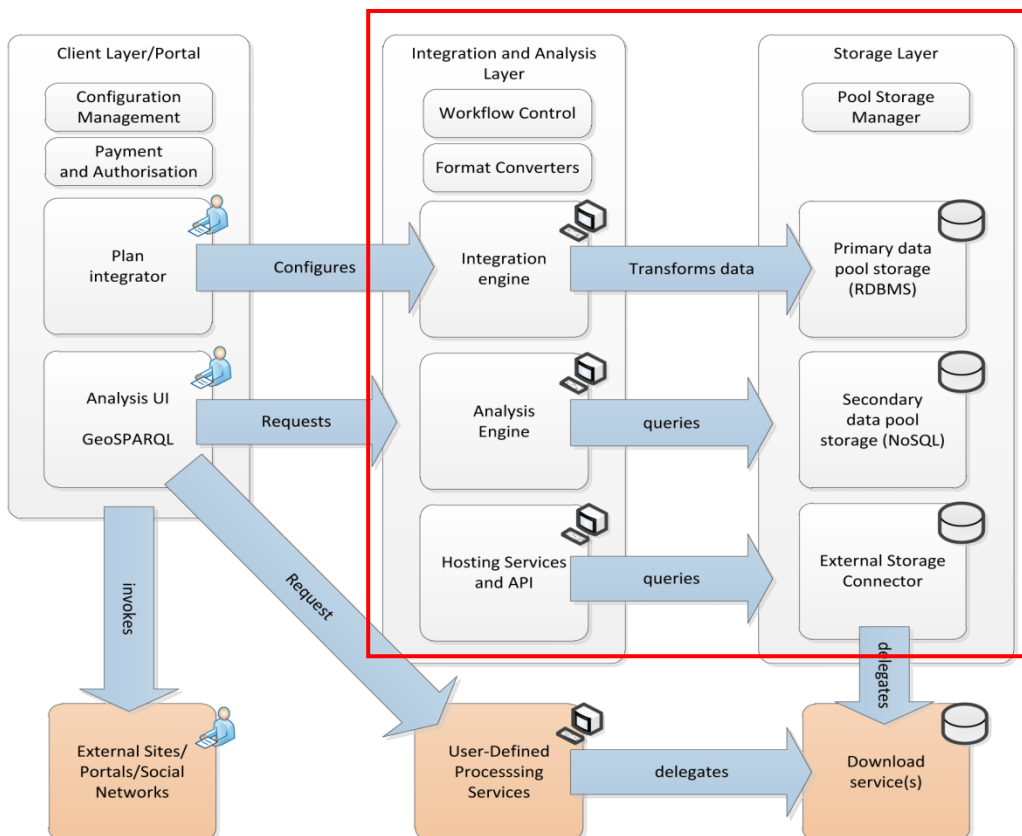 Client Layer/Portal
Configuration
Management
Payment
and Authorisation
Plan
integrator
Analysis UI
GeoSPARQL
Configures
Requests
invokes
Request
Integration and Analysis
Layer
Workflow Control
Format Converters
Integration
engine
Analysis
Engine
Hosting Services
and API
Transforms data
queries
queries
Storage Layer
Pool Storage
Manager
Primary data
pool storage
(RDBMS)
Secondary
data pool
storage (NoSQL)
External Storage
Connector
delegates
External Sites/
Portals/Social
Networks
User-Defined
Processsing
Services
delegates
Download
service(s)